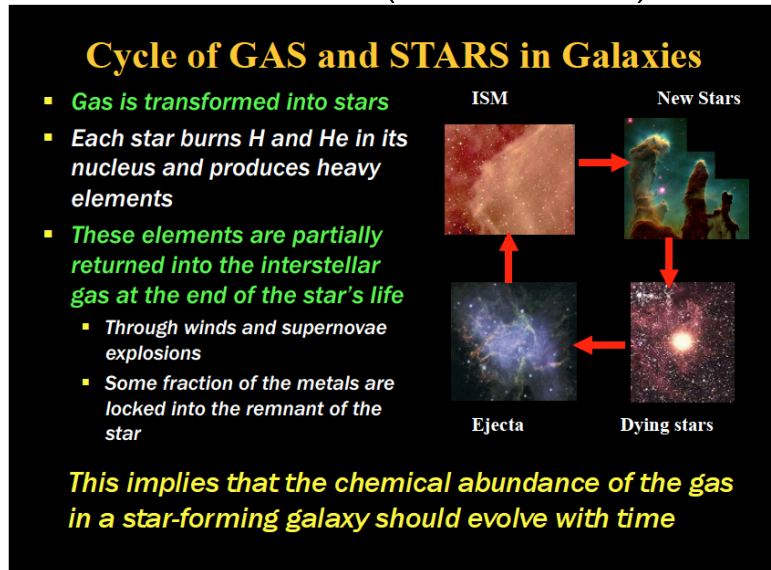 Cycle of GAS and STARS in Galaxies
▪ Gas is transformed into stars
▪ Each star burns H and He in its
nucleus and produces heavy
elements
▪ These elements are partially
returned into the interstellar
gas at the end of the star's life
▪ Through winds and supernovae
explosions
▪ Some fraction of the metals are
locked into the remnant of the
star
ISM
New Stars
Ejecta
Dying stars
This implies that the chemical abundance of the gas
in a star-forming galaxy should evolve with time